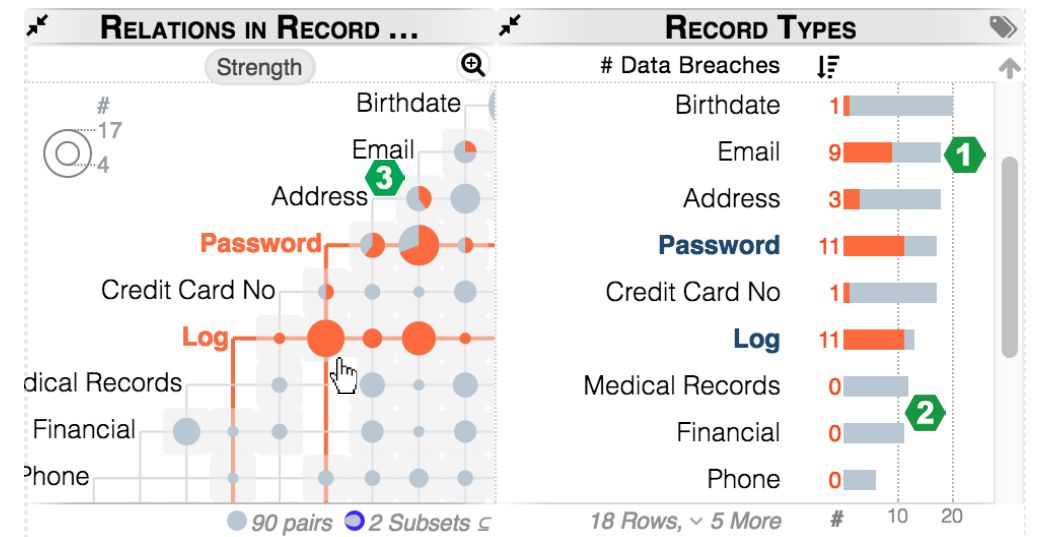 RELATIONS IN RECORD ...
Strength
#
17
4
Birthdate
Email
3
Address
Password
Credit Card No
Log
dical Records
Financial
Phone
90 pairs 2 Subsets ⊆
RECORD TYPES
# Data Breaches
Birthdate 1
Email 9 1
Address 3
Password 11
Credit Card No 1
Log 11
Medical Records 0
2
Financial 0
Phone 0
18 Rows, 5 More # 10 20